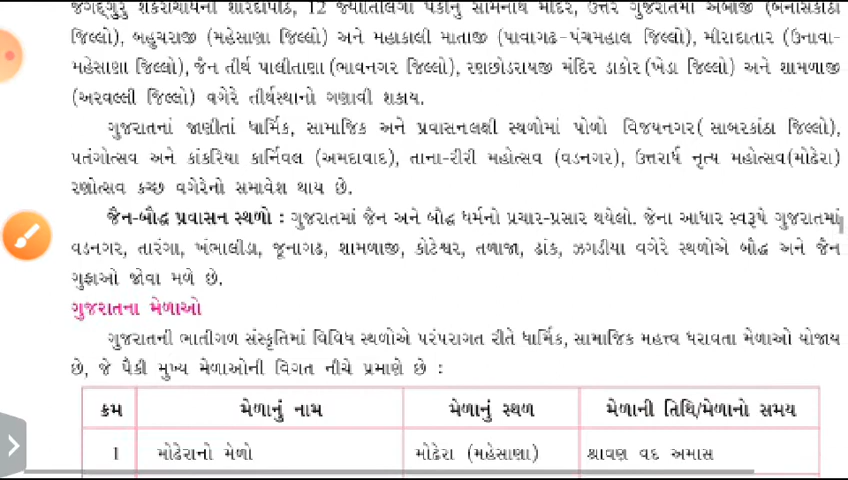 જગદ્ગુરુ શંકરાચાર્યની શારદાપીઠ, 12 જ્યોતિર્લિંગો પૈકીનું સોમનાથ મંદિર, ઉત્તર ગુજરાતમાં અંબાજી (બનાસકાંઠા
જિલ્લો), બહુચરાજી (મહેસાણા જિલ્લો) અને મહાકાલી માતાજી (પાવાગઢ-પંચમહાલ જિલ્લો), મીરાદાતાર (ઉનાવા-
મહેસાણા જિલ્લો), જૈન તીર્થ પાલીતાણા (ભાવનગર જિલ્લો), રણછોડરાયજી મંદિર ડાકોર (ખેડા જિલ્લો) અને શામળાજી
(અરવલ્લી જિલ્લો) વગેરે તીર્થસ્થાનો ગણાવી શકાય.
ગુજરાતનાં જાણીતાં ધાર્મિક, સામાજિક અને પ્રવાસનલક્ષી સ્થળોમાં પોળો વિજયનગર( સાબરકાંઠા જિલ્લો),
પતંગોત્સવ અને કાંકરિયા કાર્નિવલ (અમદાવાદ), તાના-રીરી મહોત્સવ (વડનગર), ઉત્તરાર્ધ નૃત્ય મહોત્સવ(મોઢેરા)
રણોત્સવ કચ્છ વગેરેનો સમાવેશ થાય છે.
જૈન-બૌદ્ધ પ્રવાસન સ્થળો : ગુજરાતમાં જૈન અને બૌદ્ધ ધર્મનો પ્રચાર-પ્રસાર થયેલો. જેના આધાર સ્વરૂપે ગુજરાતમાં
વડનગર, તારંગા, ખંભાલીડા, જૂનાગઢ, શામળાજી, કોટેશ્વર, તળાજા, ઢાંક, ઝગડીયા વગેરે સ્થળોએ બૌદ્ધ અને જૈન
ગુફાઓ જોવા મળે છે.
ગુજરાતના મેળાઓ
ગુજરાતની ભાતીગળ સંસ્કૃતિમાં વિવિધ સ્થળોએ પરંપરાગત રીતે ધાર્મિક, સામાજિક મહત્ત્વ ધરાવતા મેળાઓ યોજાય
છે, જે પૈકી મુખ્ય મેળાઓની વિગત નીચે પ્રમાણે છે :
ક્રમ મેળાનું નામ મેળાનું સ્થળ મેળાની તિથિ/મેળાનો સમય
1 મોઢેરાનો મેળો મોઢેરા (મહેસાણા) શ્રાવણ વદ અમાસ